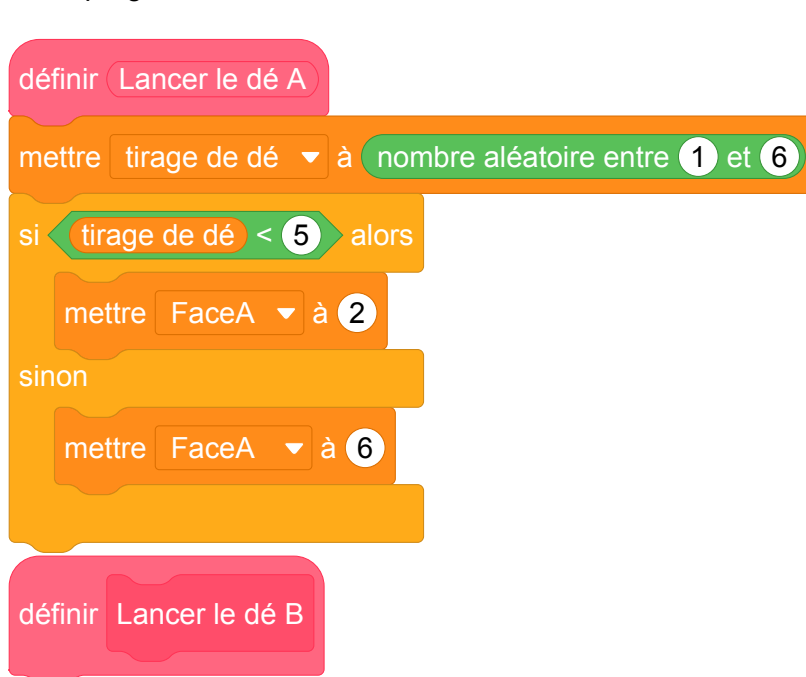 définir Lancer le dé A
mettre tirage de dé à nombre aléatoire entre 1 et 6
si tirage de dé < 5 alors
mettre FaceA à 2
sinon
mettre FaceA à 6
définir Lancer le dé B